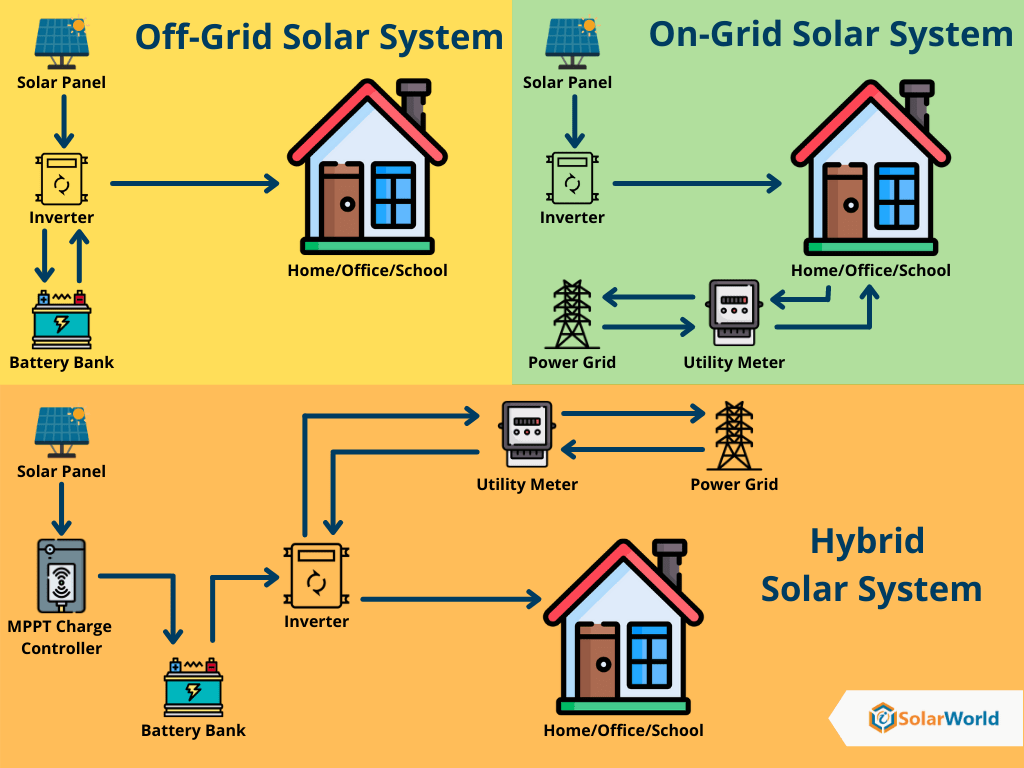 Off-Grid Solar System
Solar Panel
Inverter
Home/Office/School
Battery Bank
On-Grid Solar System
Solar Panel
Inverter
Home/Office/School
Power Grid
Utility Meter
Solar Panel
Utility Meter
Power Grid
Hybrid
Solar System
MPPT Charge
Controller
Inverter
Battery Bank
Home/Office/School
SolarWorld